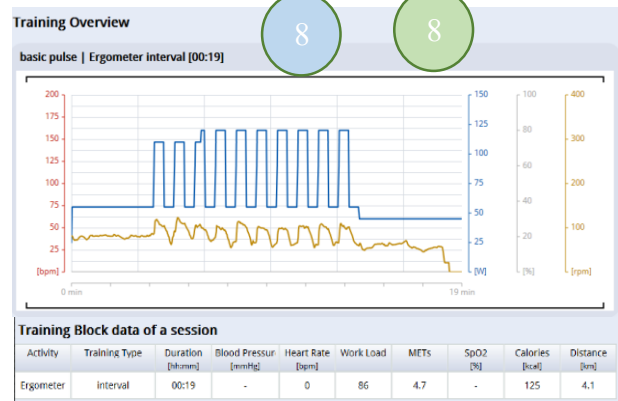 Training Overview
8
8
basic pulse | Ergometer interval [00:19]
200 150 100 400
175
150 125 80 300
125 100 60
100 75 200
75 40
50 50 100
25 25 20
[bpm] [W] [%] [rpm]
0 min 19 min
Training Block data of a session
Activity Training Type Duration Blood Pressun Heart Rate Work Load METs SpO2 Calories Distance
[hh:mm] [mmHg] [bpm] [%] [kcal] [km]
Ergometer interval 00:19 - 0 86 4.7 - 125 4.1